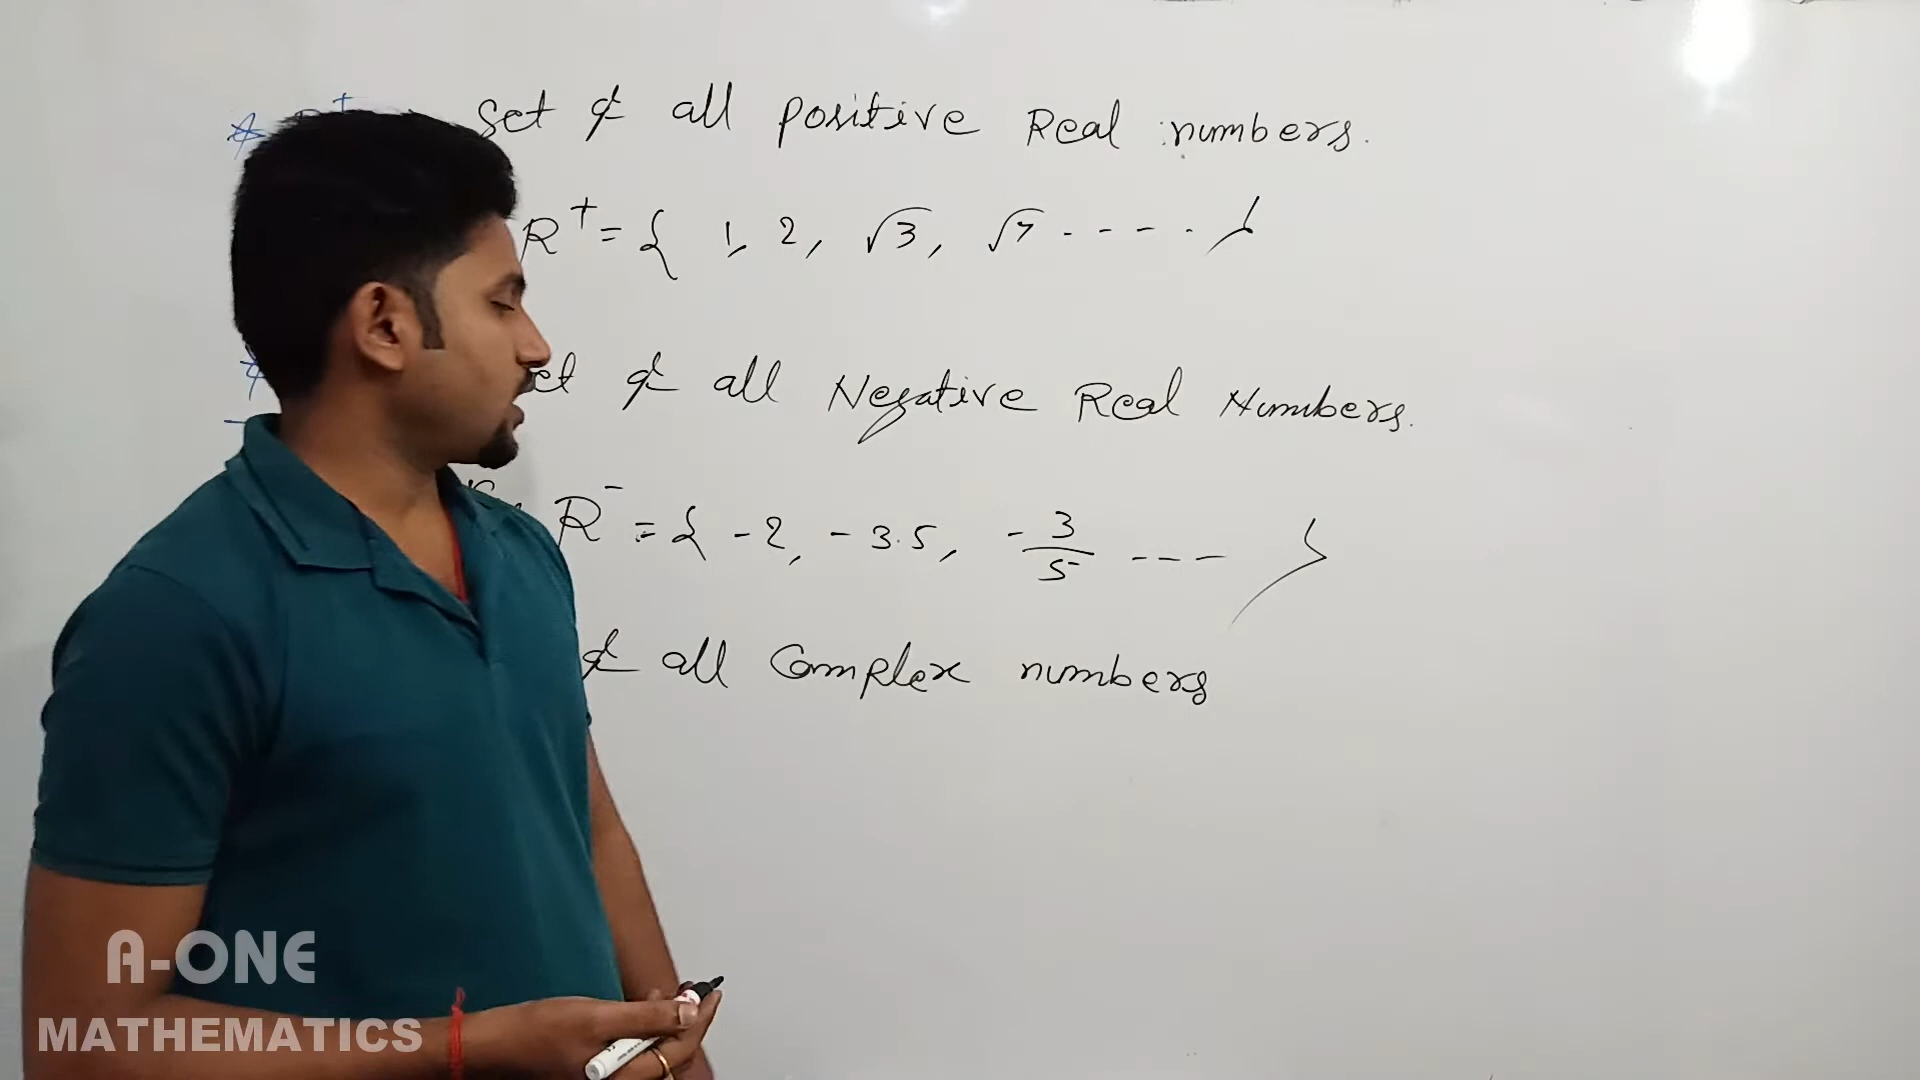 Set of all positive Real numbers.
R⁺ = { 1, 2, √3, √7 - - - - }
of all Negative Real Numbers.
R⁻ = { -2, -3.5, -3/5 - - - }
of all Complex numbers
A-ONE
MATHEMATICS